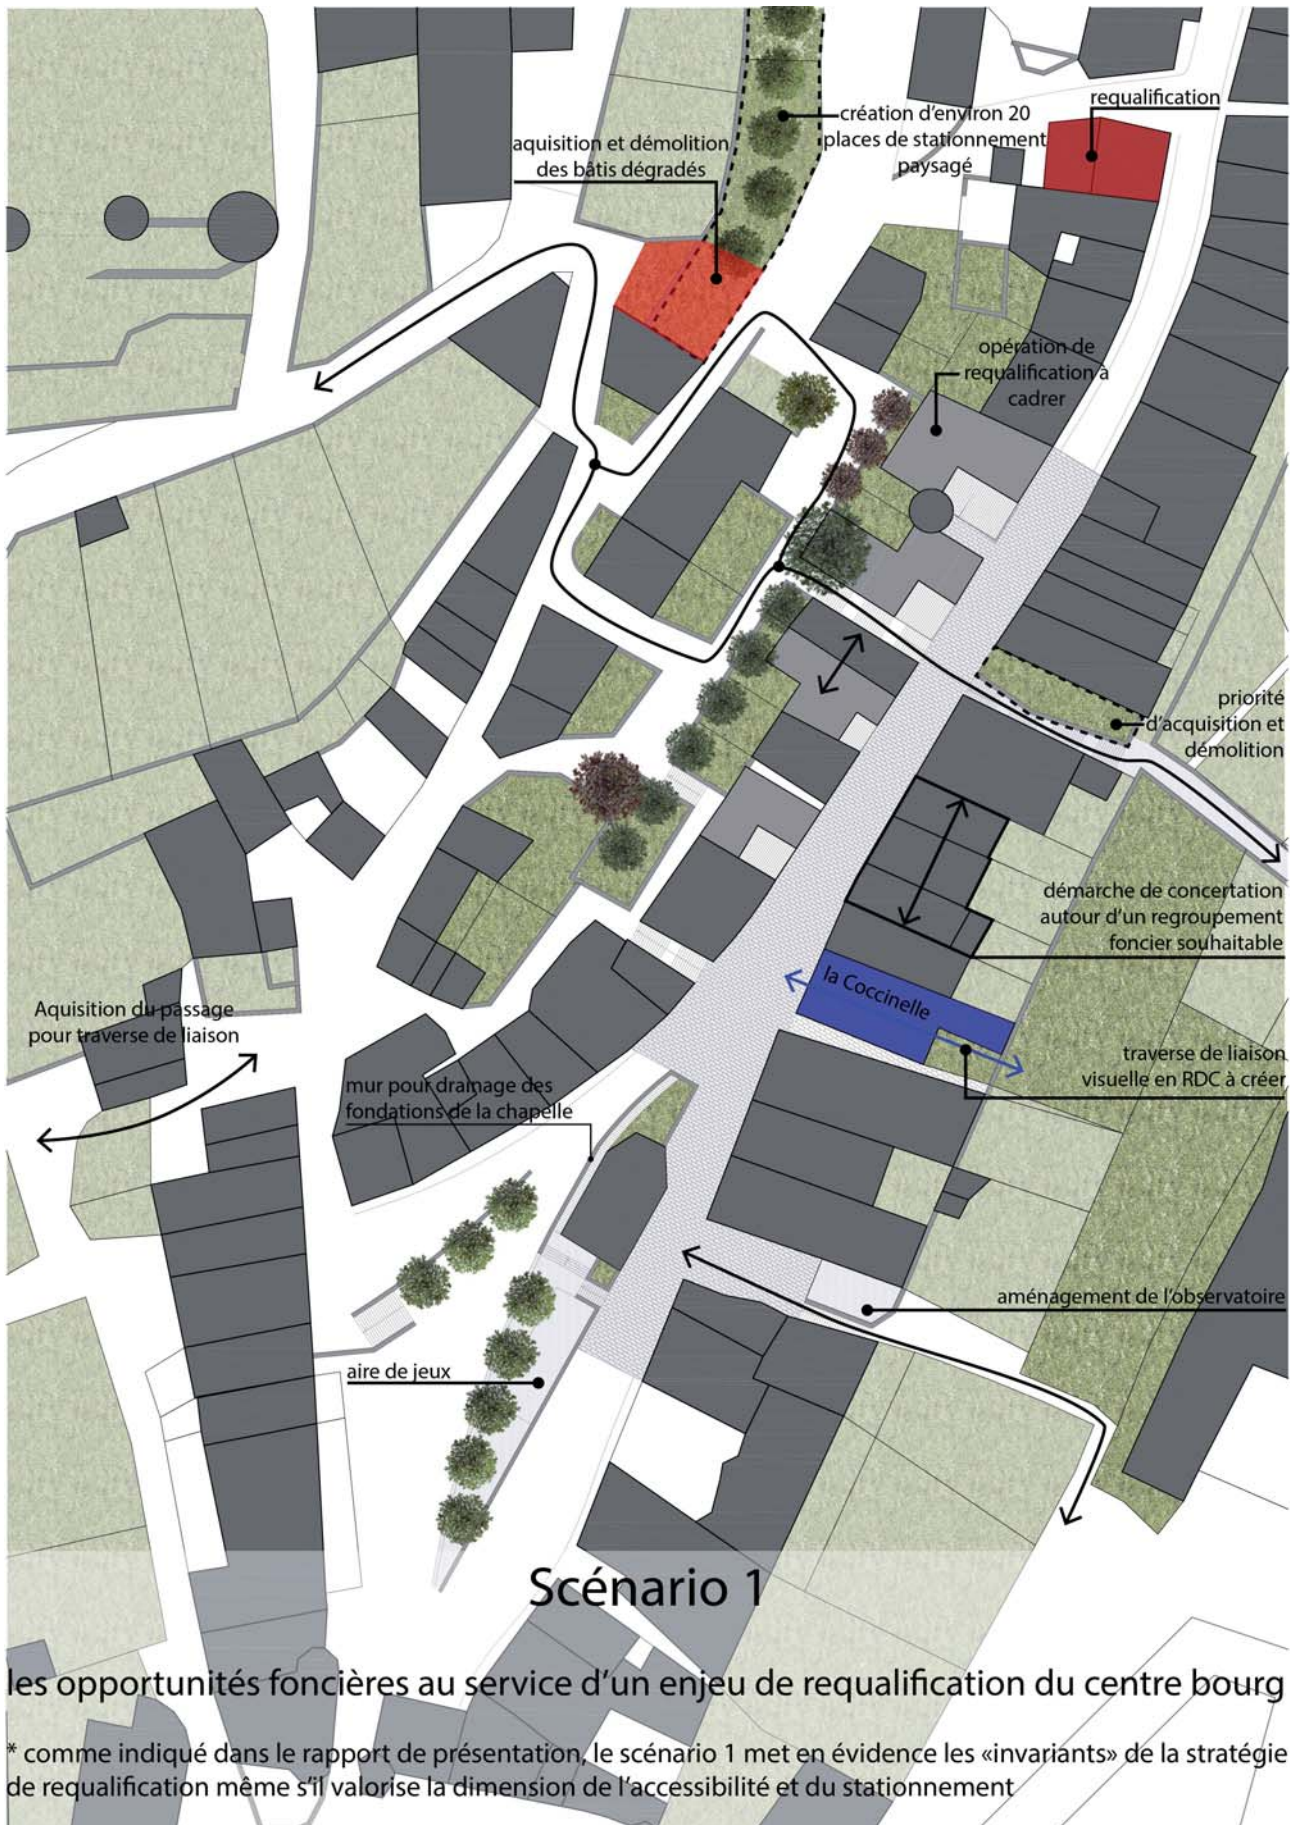 requalification
création d'environ 20
places de stationnement
paysagé
aquisition et démolition
des bâtis dégradés
opération de
requalification à
cadrer
priorité
d'acquisition et
démolition
démarche de concertation
autour d'un regroupement
foncier souhaitable
la Coccinelle
Aquisition du passage
pour traverse de liaison
traverse de liaison
visuelle en RDC à créer
mur pour drainage des
fondations de la chapelle
aménagement de l'observatoire
aire de jeux
Scénario 1
les opportunités foncières au service d'un enjeu de requalification du centre bourg
* comme indiqué dans le rapport de présentation, le scénario 1 met en évidence les «invariants» de la stratégie
de requalification même s'il valorise la dimension de l'accessibilité et du stationnement